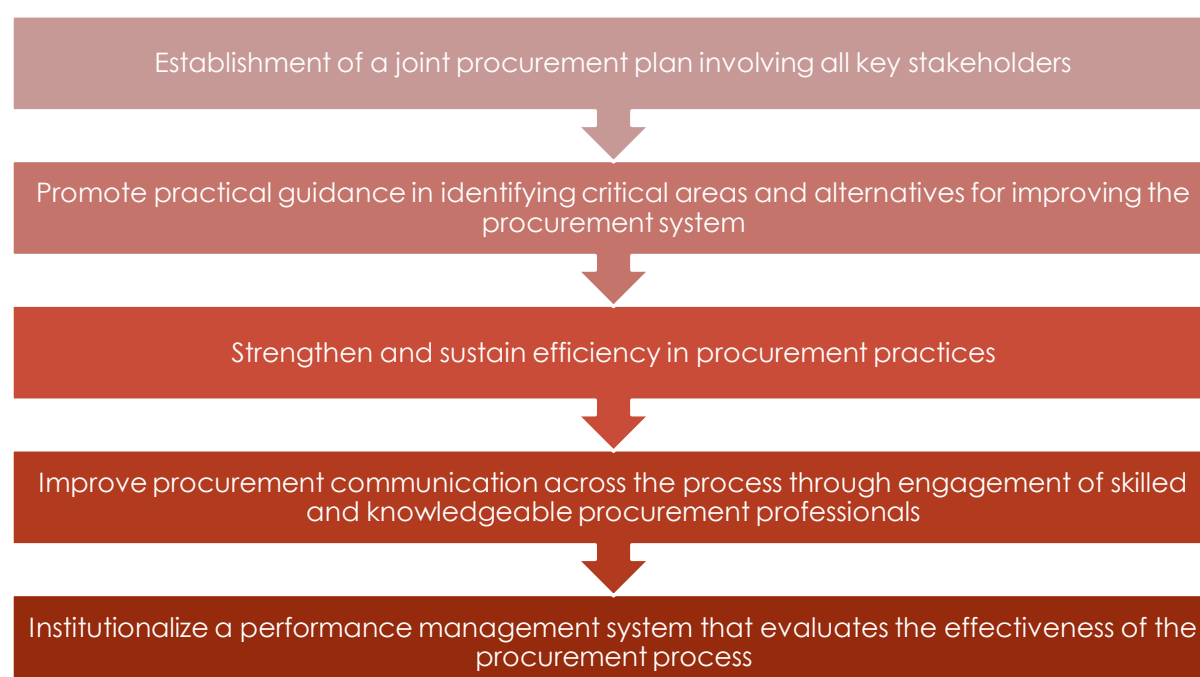 Establishment of a joint procurement plan involving all key stakeholders
Promote practical guidance in identifying critical areas and alternatives for improving the
procurement system
Strengthen and sustain efficiency in procurement practices
Improve procurement communication across the process through engagement of skilled
and knowledgeable procurement professionals
Institutionalize a performance management system that evaluates the effectiveness of the
procurement process